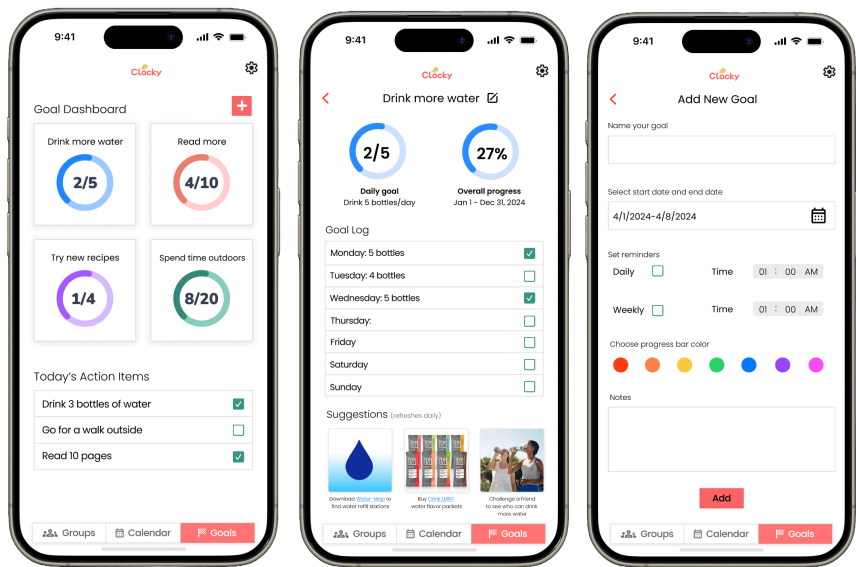 9:41
Clocky
Goal Dashboard
+
Drink more water
2/5
Read more
4/10
Try new recipes
1/4
Spend time outdoors
8/20
Today's Action Items
Drink 3 bottles of water
Go for a walk outside
Read 10 pages
Groups Calendar Goals
9:41
Clocky
Drink more water
2/5
Daily goal
Drink 5 bottles/day
27%
Overall progress
Jan 1 - Dec 31, 2024
Goal Log
Monday: 5 bottles
Tuesday: 4 bottles
Wednesday: 5 bottles
Thursday:
Friday
Saturday
Sunday
Suggestions (refreshes daily)
Download Water-Map to
find water refill stations
Buy Drink LMNT
water flavor packets
Challenge a friend
to see who can drink
more water
Groups Calendar Goals
9:41
Clocky
Add New Goal
Name your goal
Select start date and end date
4/1/2024-4/8/2024
Set reminders
Daily Time 01 : 00 AM
Weekly Time 01 : 00 AM
Choose progress bar color
Notes
Add
Groups Calendar Goals